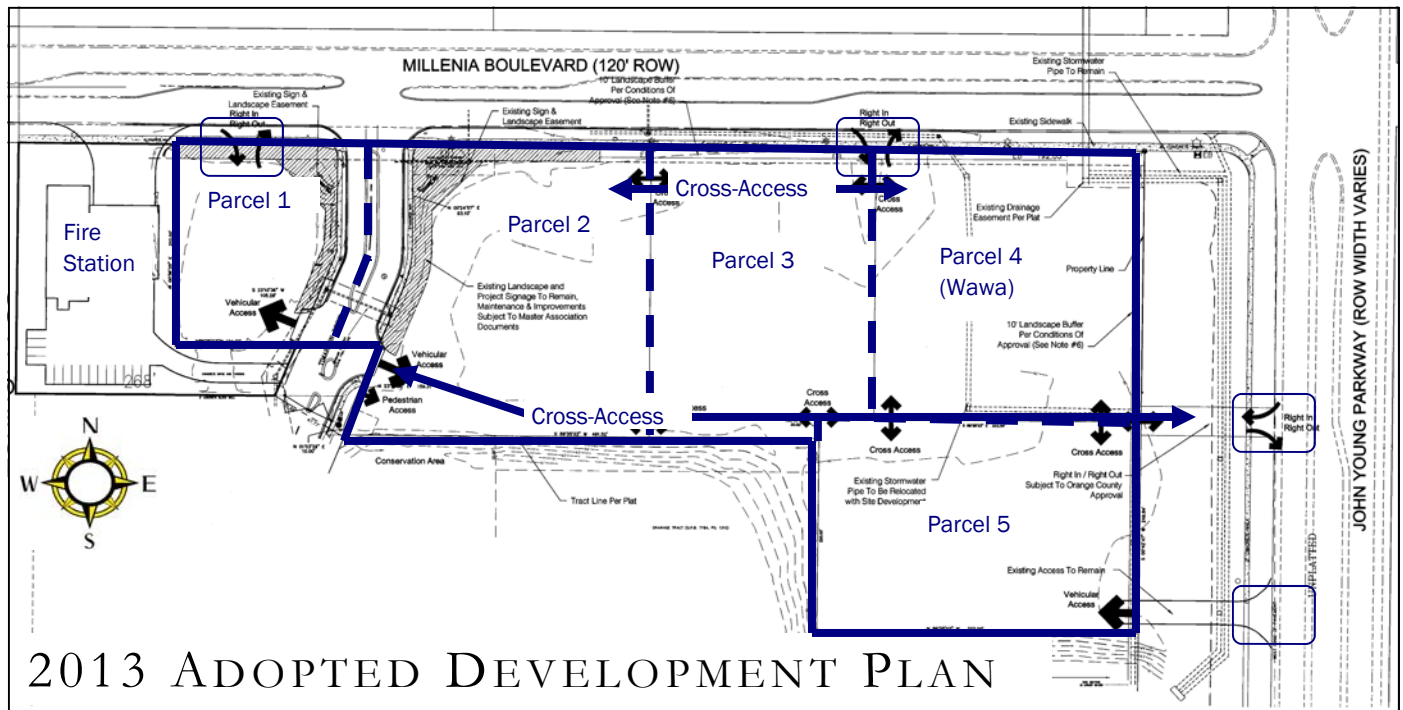 MILLENIA BOULEVARD (120' ROW)
10' Landscape Buffer
Per Conditions Of
Approval (See Note #6)
Existing Stormwater
Pipe To Remain
Existing Sign &
Landscape Easement
Right In
Right Out
Existing Sign &
Landscape Easement
Right In
Right Out
Existing Sidewalk
Parcel 1
Cross-Access
Access
Cross
Access
Existing Drainage
Easement Per Plat
Fire
Station
Parcel 2
Parcel 3
Parcel 4
(Wawa)
Property Line
JOHN YOUNG PARKWAY (ROW WIDTH VARIES)
Existing Landscape and
Project Signage To Remain,
Maintenance & Improvements
Subject To Master Association
Documents
Vehicular
Access
10' Landscape Buffer
Per Conditions Of
Approval (See Note #6)
Vehicular
Access
268'
Pedestrian
Access
Cross-Access
Cross
Access
Right In
Right Out
Cross Access
Cross Access
Conservation Area
Tract Line Per Plat
Existing Stormwater
Pipe To Be Relocated
with Site Development
Right In / Right Out
Subject To Orange County
Approval
Parcel 5
N
W
E
S
UNPLATTED
Existing Access To Remain
Vehicular
Access
2013 ADOPTED DEVELOPMENT PLAN